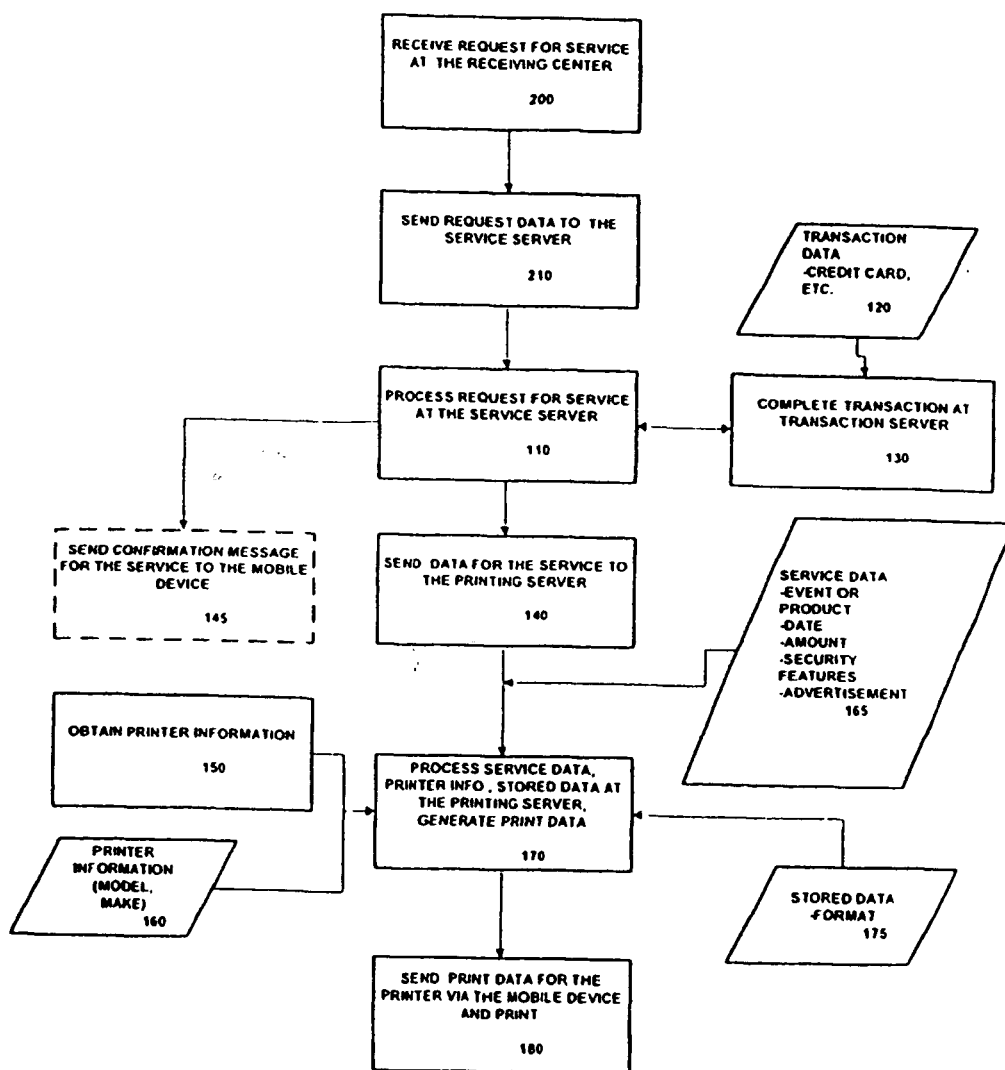 RECEIVE REQUEST FOR SERVICE
AT THE RECEIVING CENTER
200
SEND REQUEST DATA TO THE
SERVICE SERVER
210
TRANSACTION
DATA
-CREDIT CARD,
ETC.
120
PROCESS REQUEST FOR SERVICE
AT THE SERVICE SERVER
110
COMPLETE TRANSACTION AT
TRANSACTION SERVER
130
SEND CONFIRMATION MESSAGE
FOR THE SERVICE TO THE MOBILE
DEVICE
145
SEND DATA FOR THE SERVICE TO
THE PRINTING SERVER
140
SERVICE DATA
-EVENT OR
PRODUCT
-DATE
-AMOUNT
-SECURITY
FEATURES
-ADVERTISEMENT
165
OBTAIN PRINTER INFORMATION
150
PROCESS SERVICE DATA,
PRINTER INFO, STORED DATA AT
THE PRINTING SERVER,
GENERATE PRINT DATA
170
PRINTER
INFORMATION
(MODEL,
MAKE)
160
STORED DATA
-FORMAT
175
SEND PRINT DATA FOR THE
PRINTER VIA THE MOBILE DEVICE
AND PRINT
180